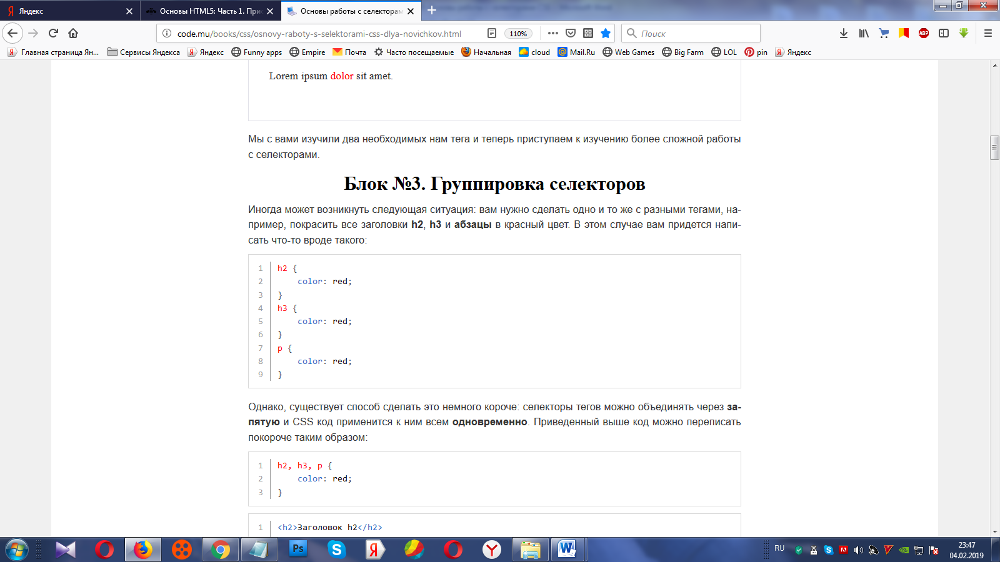 Яндекс
Основы HTML5: Часть 1. При
Основы работы с селекторам
code.mu/books/css/osnovy-raboty-s-selektorami-css-dlya-novichkov.html
110%
Поиск
Главная страница Ян...
Сервисы Яндекса
Яндекс
Funny apps
Empire
Почта
Часто посещаемые
Начальная
cloud
Mail.Ru
Web Games
Big Farm
LOL
pin
Яндекс
Lorem ipsum dolor sit amet.
Мы с вами изучили два необходимых нам тега и теперь приступаем к изучению более сложной работы
с селекторами.
Блок №3. Группировка селекторов
Иногда может возникнуть следующая ситуация: вам нужно сделать одно и то же с разными тегами, на-
пример, покрасить все заголовки h2, h3 и абзацы в красный цвет. В этом случае вам придется напи-
сать что-то вроде такого:
1 h2 {
2 color: red;
3 }
4 h3 {
5 color: red;
6 }
7 p {
8 color: red;
9 }
Однако, существует способ сделать это немного короче: селекторы тегов можно объединять через за-
пятую и CSS код применится к ним всем одновременно. Приведенный выше код можно переписать
покороче таким образом:
1 h2, h3, p {
2 color: red;
3 }
1 <h2>Заголовок h2</h2>
RU
23:47
04.02.2019